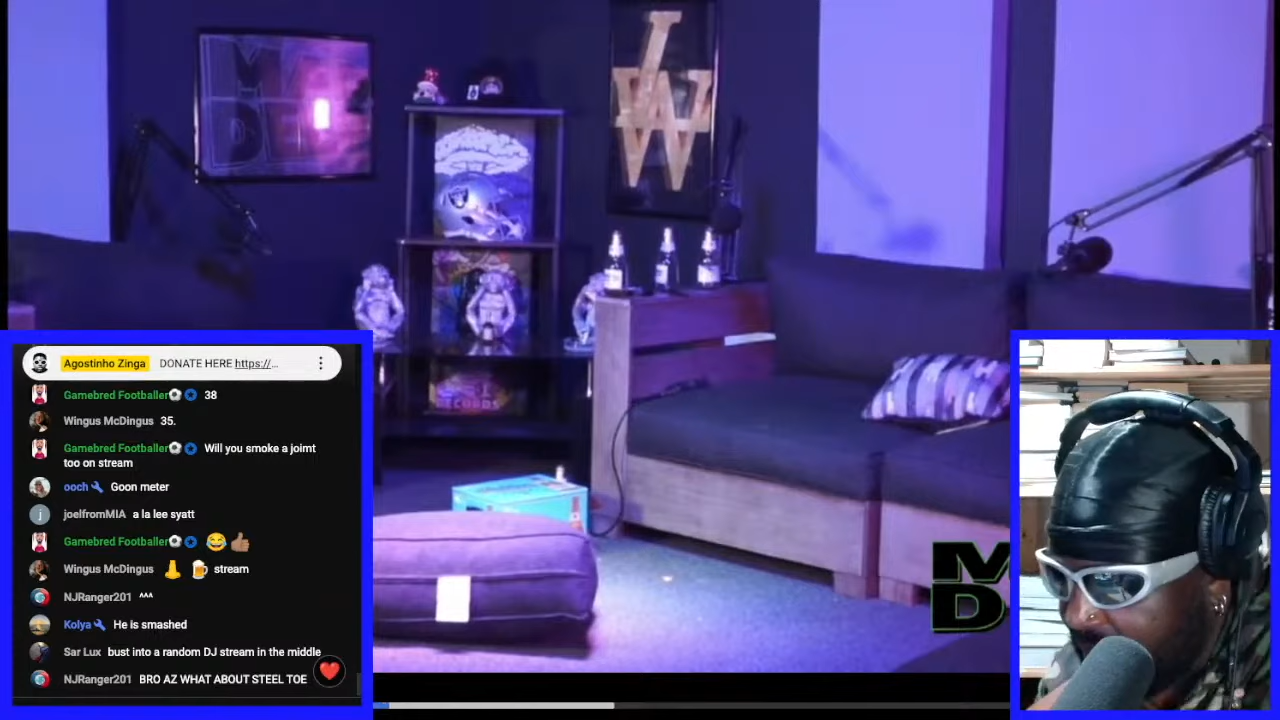 MA
DE
W
RECORDS
M
D
Agostinho Zinga DONATE HERE https://...
Gamebred Footballer⚽ 38
Wingus McDingus 35.
Gamebred Footballer⚽ Will you smoke a joimt
too on stream
ooch🔧 Goon meter
j joelfromMIA a la lee syatt
Gamebred Footballer⚽ 😂👍🏽
Wingus McDingus 👃 🍺 stream
NJRanger201 ^^^
Kolya🔧 He is smashed
Sar Lux bust into a random DJ stream in the middle
NJRanger201 BRO AZ WHAT ABOUT STEEL TOE